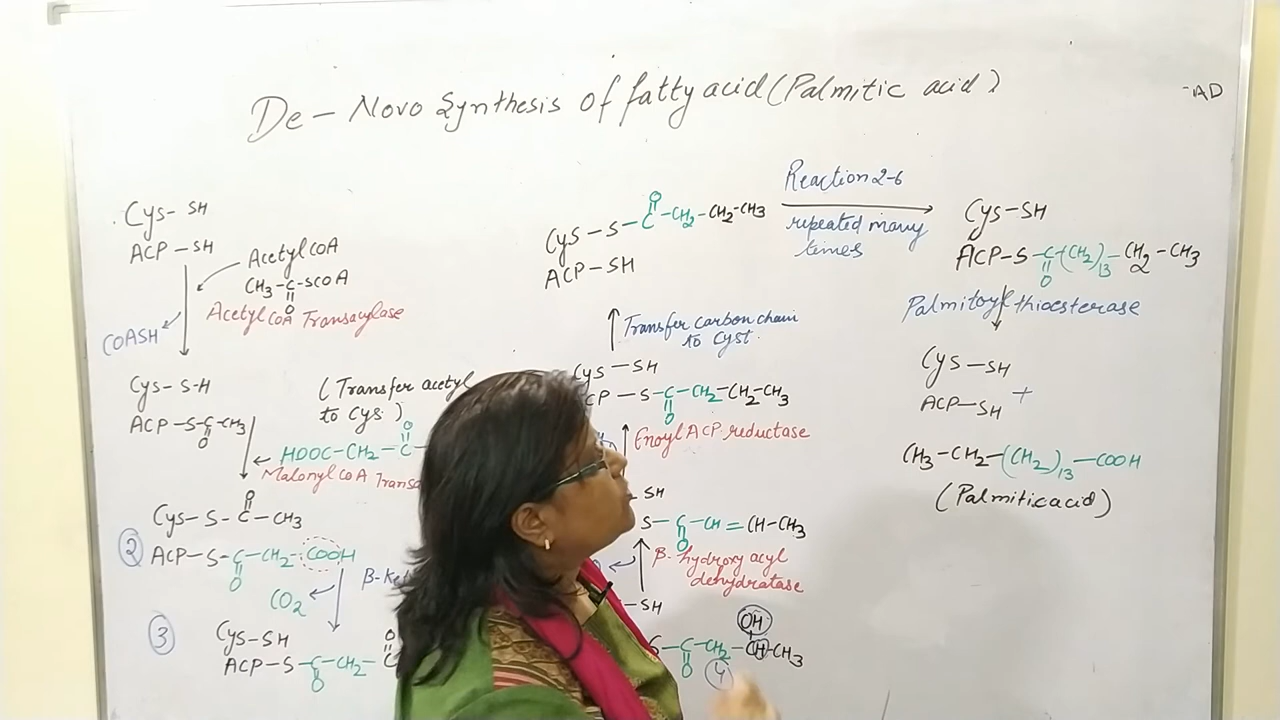 De-Novo Synthesis of fatty acid (Palmitic acid)
-AD
Cys-SH
ACP-SH
Acetyl COA
CH3-C-SCOA
O
Acetyl COA Transacylase
COASH
Cys-S-H
ACP-S-C-CH3
O
(Transfer acetyl
to Cys)
O
HOOC-CH2-C
Malonyl COA
O
Cys-S-C-CH3
2
ACP-S-C-CH2-COOH
O
CO2
3
Cys-SH
O
ACP-S-C-CH2-C
O
O
Cys-S-C-CH2-CH2-CH3
ACP-SH
Transfer carbon chain
to Cyst.
Cys-SH
CP-S-C-CH2-CH2-CH3
O
Enoyl ACP reductase
SH
S-C-CH=CH-CH3
O
β-hydroxy acyl
dehydratase
-SH
OH
S-C-CH2-CH-CH3
O
4
Reaction 2-6
repeated many
times
Cys-SH
ACP-S-C-(CH2)13-CH2-CH3
O
Palmitoyl thioesterase
Cys-SH
ACP-SH
+
CH3-CH2-(CH2)13-COOH
(Palmitic acid)